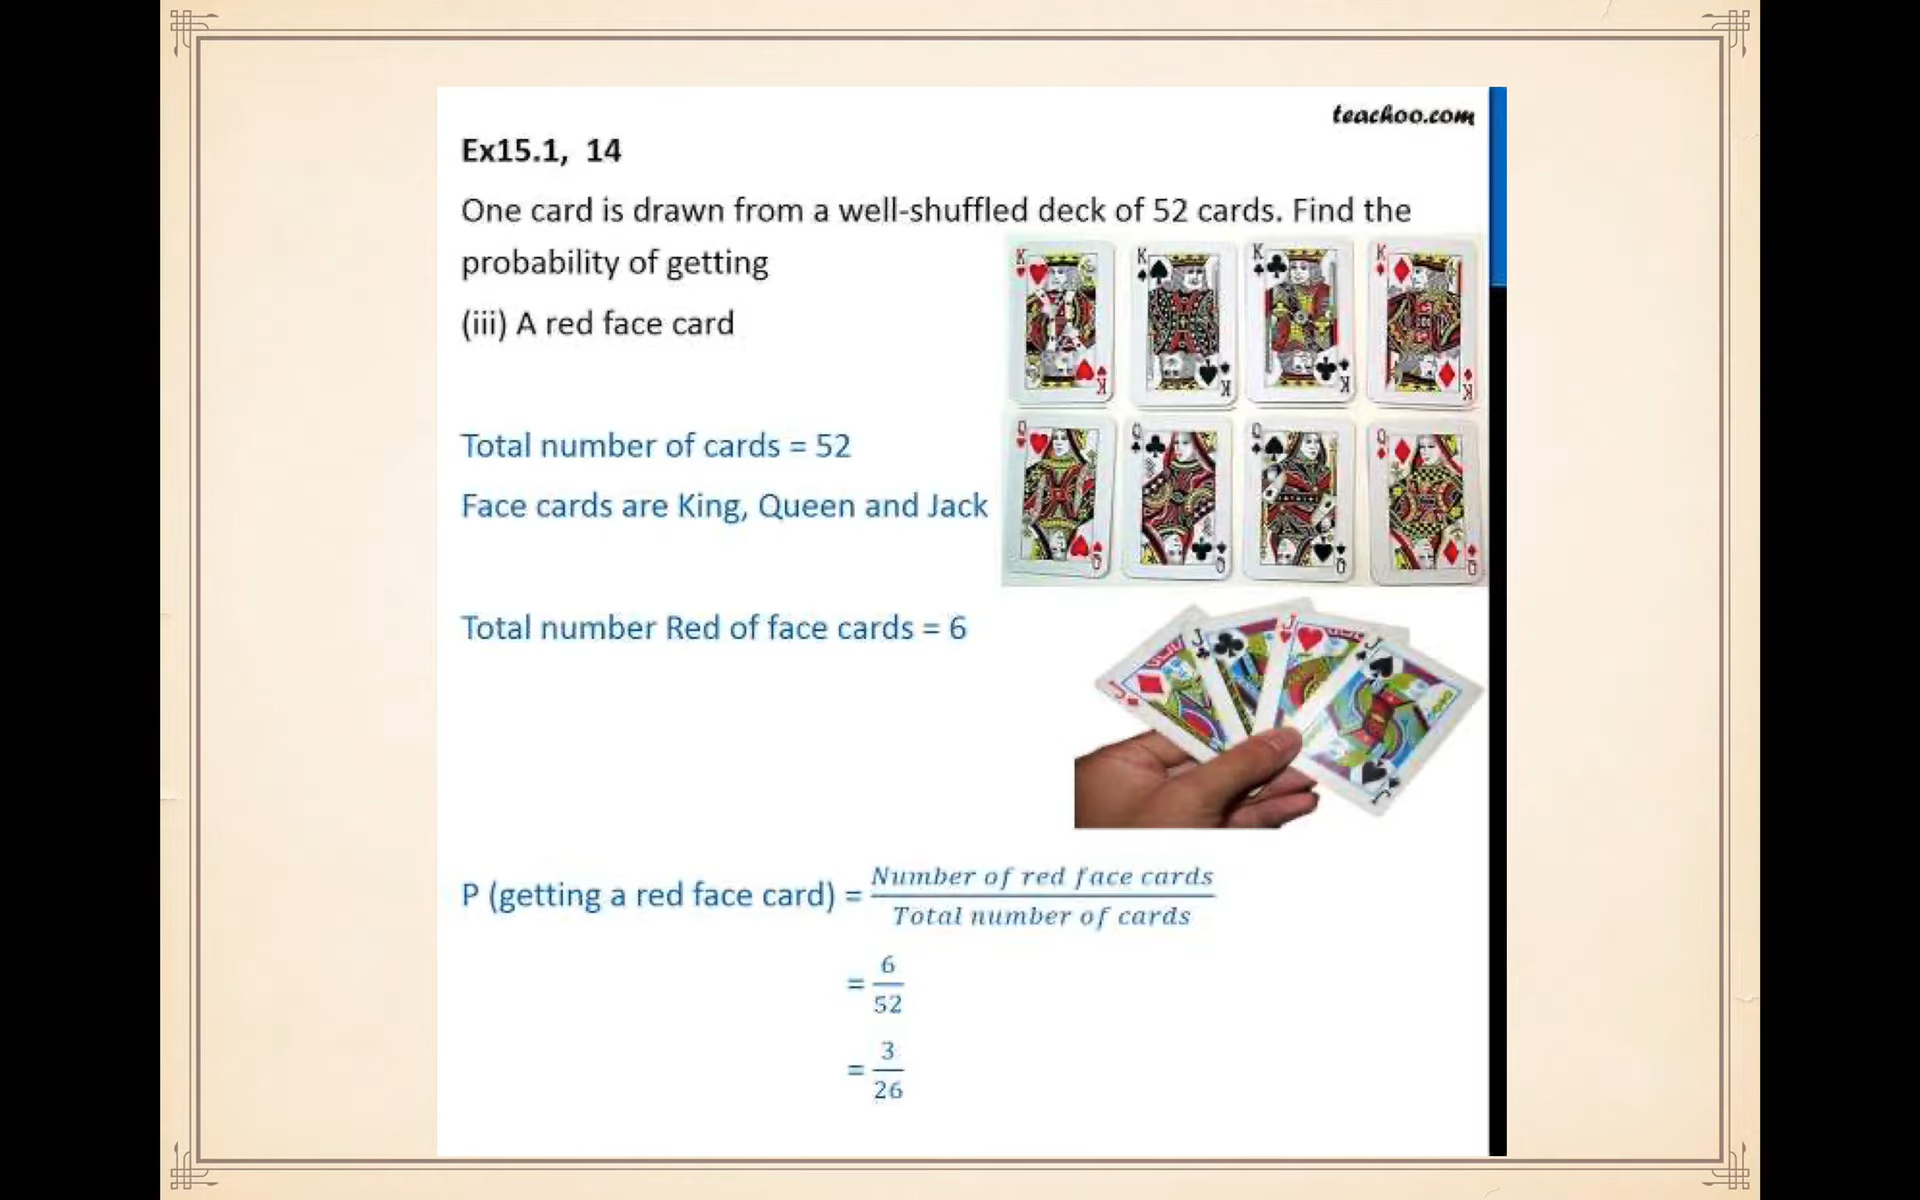 teachoo.com
Ex15.1, 14
One card is drawn from a well-shuffled deck of 52 cards. Find the
probability of getting
(iii) A red face card
K K K K
K K K K
Total number of cards = 52
Q Q Q Q
Face cards are King, Queen and Jack
Q Q Q Q
Total number Red of face cards = 6
J J J J
J
P (getting a red face card) = Number of red face cards / Total number of cards
= 6/52
= 3/26